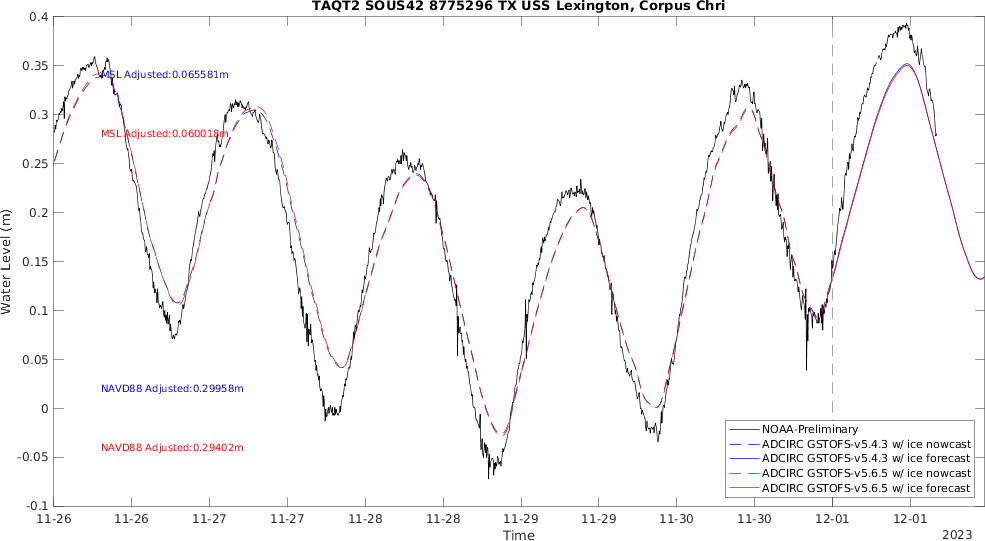 TAQT2 SOUS42 8775296 TX USS Lexington, Corpus Chri
0.4
0.35
0.3
0.25
0.2
0.15
0.1
0.05
0
-0.05
-0.1
Water Level (m)
MSL Adjusted:0.065581m
MSL Adjusted:0.060018m
NAVD88 Adjusted:0.29958m
NAVD88 Adjusted:0.29402m
NOAA-Preliminary
ADCIRC GSTOFS-v5.4.3 w/ ice nowcast
ADCIRC GSTOFS-v5.4.3 w/ ice forecast
ADCIRC GSTOFS-v5.6.5 w/ ice nowcast
ADCIRC GSTOFS-v5.6.5 w/ ice forecast
11-26 11-26 11-27 11-27 11-28 11-28 11-29 11-29 11-30 11-30 12-01 12-01
Time
2023